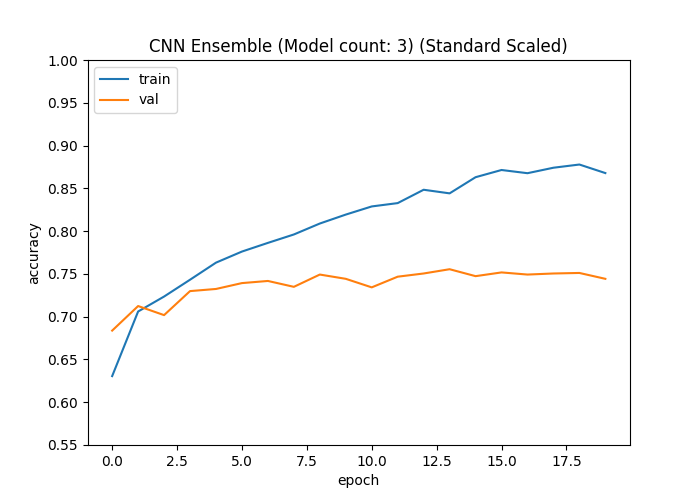 CNN Ensemble (Model count: 3) (Standard Scaled)
train
val
1.00
0.95
0.90
0.85
0.80
0.75
0.70
0.65
0.60
0.55
accuracy
0.0 2.5 5.0 7.5 10.0 12.5 15.0 17.5
epoch